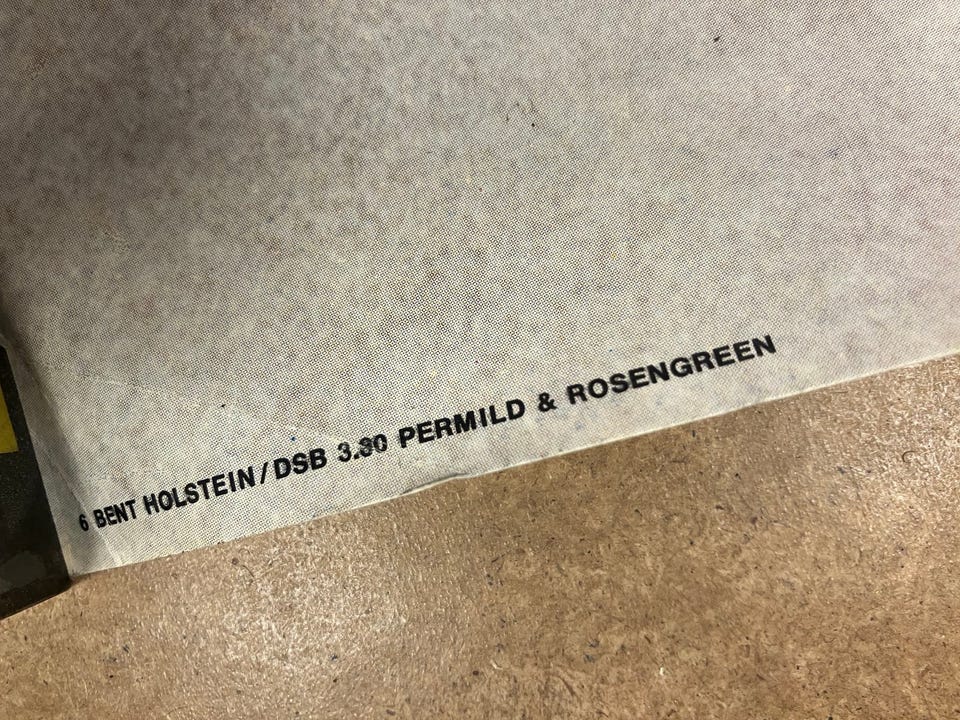 6 BENT HOLSTEIN/DSB 3.80 PERMILD & ROSENGREEN